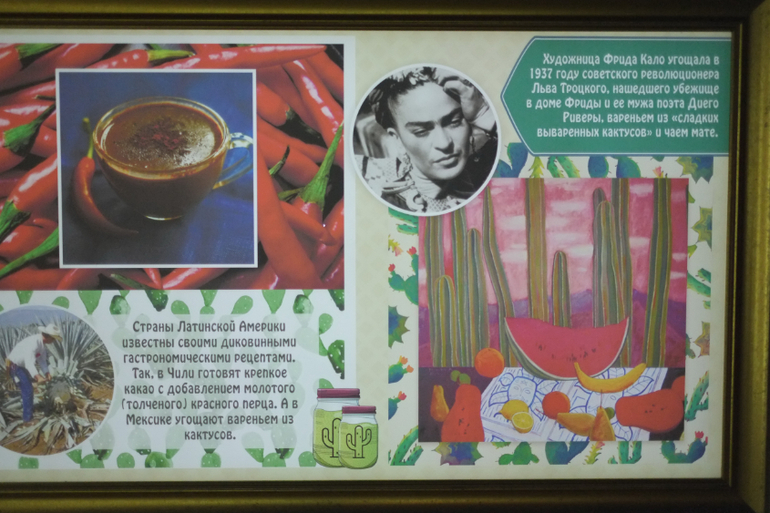 Художница Фрида Кало угощала в
1937 году советского революционера
Льва Троцкого, нашедшего убежище
в доме Фриды и ее мужа поэта Диего
Риверы, вареньем из «сладких
вываренных кактусов» и чаем мате.
Страны Латинской Америки
известны своими диковинными
гастрономическими рецептами.
Так, в Чили готовят крепкое
какао с добавлением молотого
(толченого) красного перца. А в
Мексике угощают вареньем из
кактусов.